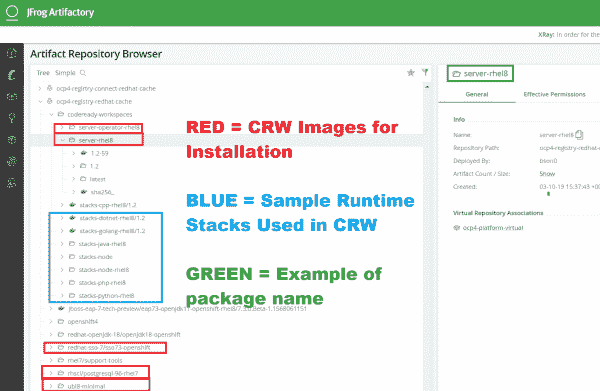 JFrog Artifactory
XRay: In order for the
Artifact Repository Browser
Tree Simple
ocp4-registry-connect-redhat cache
ocp4-registry-redhat cache
codeready-workspaces
server-operator-rhel8
server-rhel8
1.2-59
1.2
latest
sha256_
stacks-cpp-rhel8/1.2
stacks-dotnet-rhel8/1.2
stacks-golang-rhel8/1.2
stacks-java-rhel8
stacks-node
stacks-node-rhel8
stacks-php-rhel8
stacks-python-rhel8
jboss-eap-7-tech-preview/eap73-openjdk11-openshift-rhel8/7.3.0.Beta-1.1568061151
openshift4
redhat-openjdk-18/openjdk18-openshift
redhat-sso-7/sso73-openshift
rhel7/support-tools
rhscl/postgresql-96-rhel7
ubi8-minimal
RED = CRW Images for
Installation
BLUE = Sample Runtime
Stacks Used in CRW
GREEN = Example of
package name
server-rhel8
General Effective Permissions
Info
Name: server-rhel8
Repository Path: ocp4-registry-redhat
Deployed By:
Artifact Count / Size: Show
Created: 03-10-19 15:37:43
Virtual Repository Associations
ocp4-platform-virtual